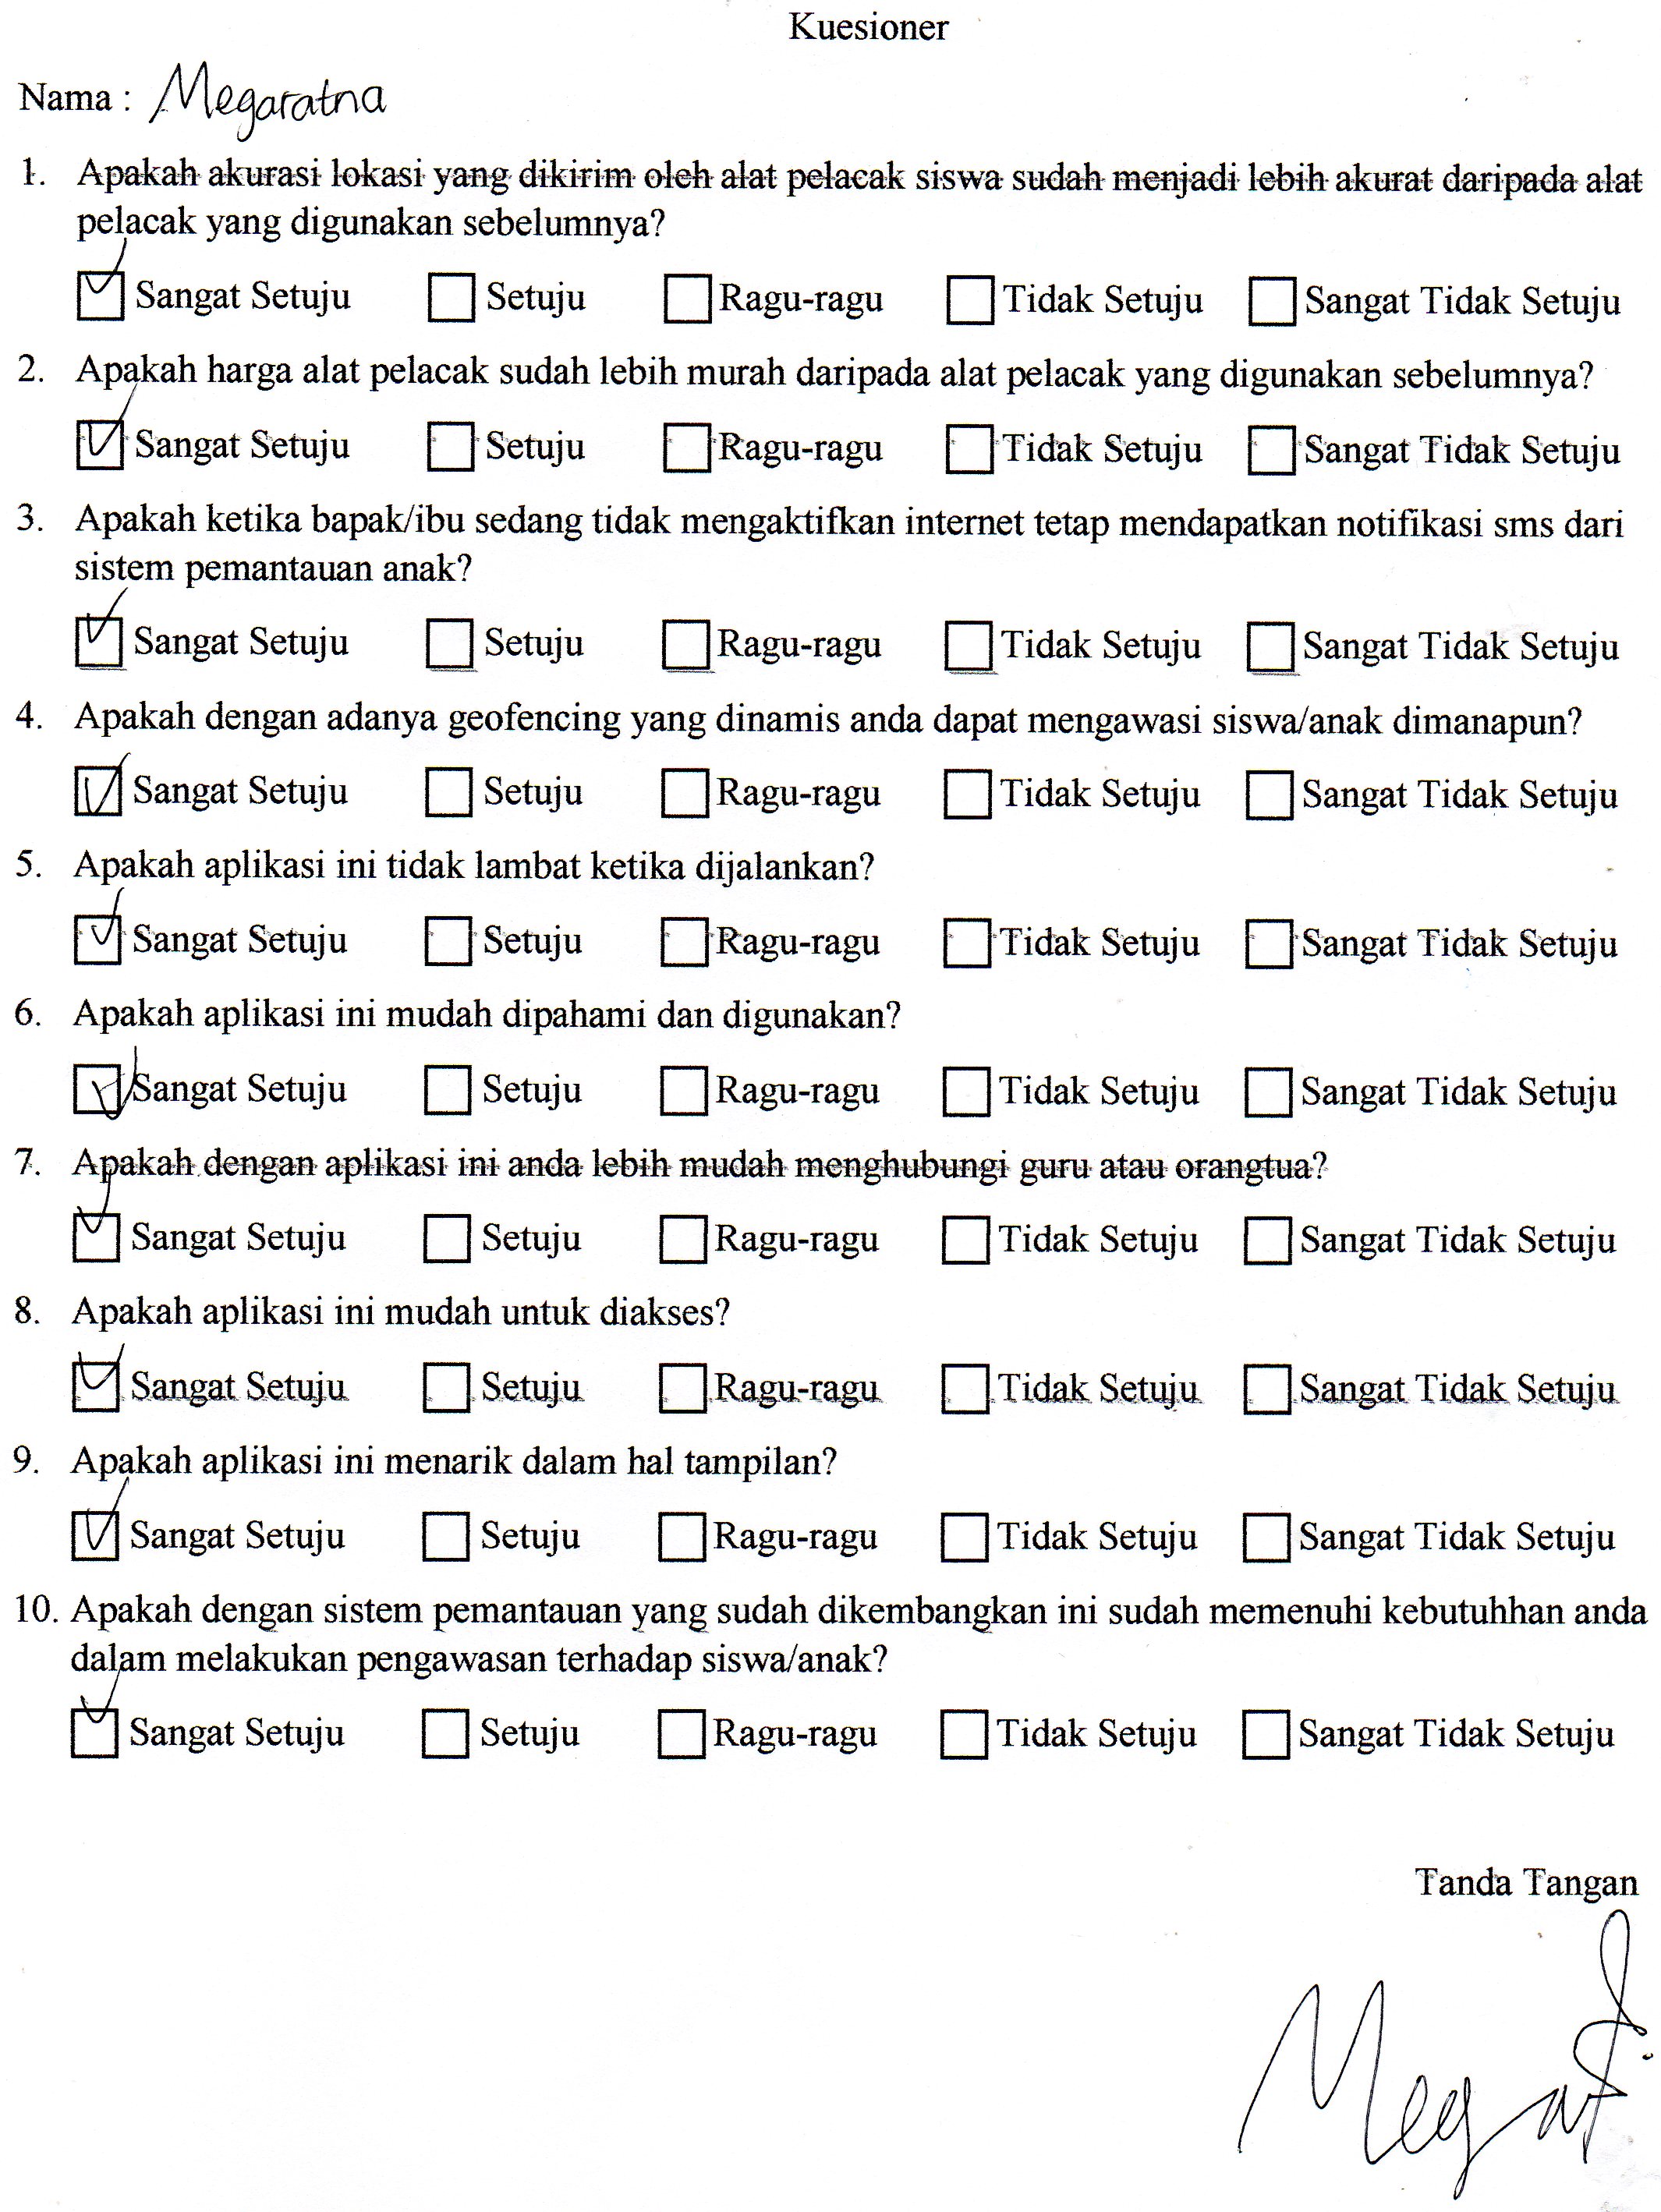 Kuesioner
Nama : Megaratna
1. Apakah akurasi lokasi yang dikirim oleh alat pelacak siswa sudah menjadi lebih akurat daripada alat
pelacak yang digunakan sebelumnya?
Sangat Setuju Setuju Ragu-ragu Tidak Setuju Sangat Tidak Setuju
2. Apakah harga alat pelacak sudah lebih murah daripada alat pelacak yang digunakan sebelumnya?
Sangat Setuju Setuju Ragu-ragu Tidak Setuju Sangat Tidak Setuju
3. Apakah ketika bapak/ibu sedang tidak mengaktifkan internet tetap mendapatkan notifikasi sms dari
sistem pemantauan anak?
Sangat Setuju Setuju Ragu-ragu Tidak Setuju Sangat Tidak Setuju
4. Apakah dengan adanya geofencing yang dinamis anda dapat mengawasi siswa/anak dimanapun?
Sangat Setuju Setuju Ragu-ragu Tidak Setuju Sangat Tidak Setuju
5. Apakah aplikasi ini tidak lambat ketika dijalankan?
Sangat Setuju Setuju Ragu-ragu Tidak Setuju Sangat Tidak Setuju
6. Apakah aplikasi ini mudah dipahami dan digunakan?
Sangat Setuju Setuju Ragu-ragu Tidak Setuju Sangat Tidak Setuju
7. Apakah dengan aplikasi ini anda lebih mudah menghubungi guru atau orangtua?
Sangat Setuju Setuju Ragu-ragu Tidak Setuju Sangat Tidak Setuju
8. Apakah aplikasi ini mudah untuk diakses?
Sangat Setuju Setuju Ragu-ragu Tidak Setuju Sangat Tidak Setuju
9. Apakah aplikasi ini menarik dalam hal tampilan?
Sangat Setuju Setuju Ragu-ragu Tidak Setuju Sangat Tidak Setuju
10. Apakah dengan sistem pemantauan yang sudah dikembangkan ini sudah memenuhi kebutuhhan anda
dalam melakukan pengawasan terhadap siswa/anak?
Sangat Setuju Setuju Ragu-ragu Tidak Setuju Sangat Tidak Setuju
Tanda Tangan